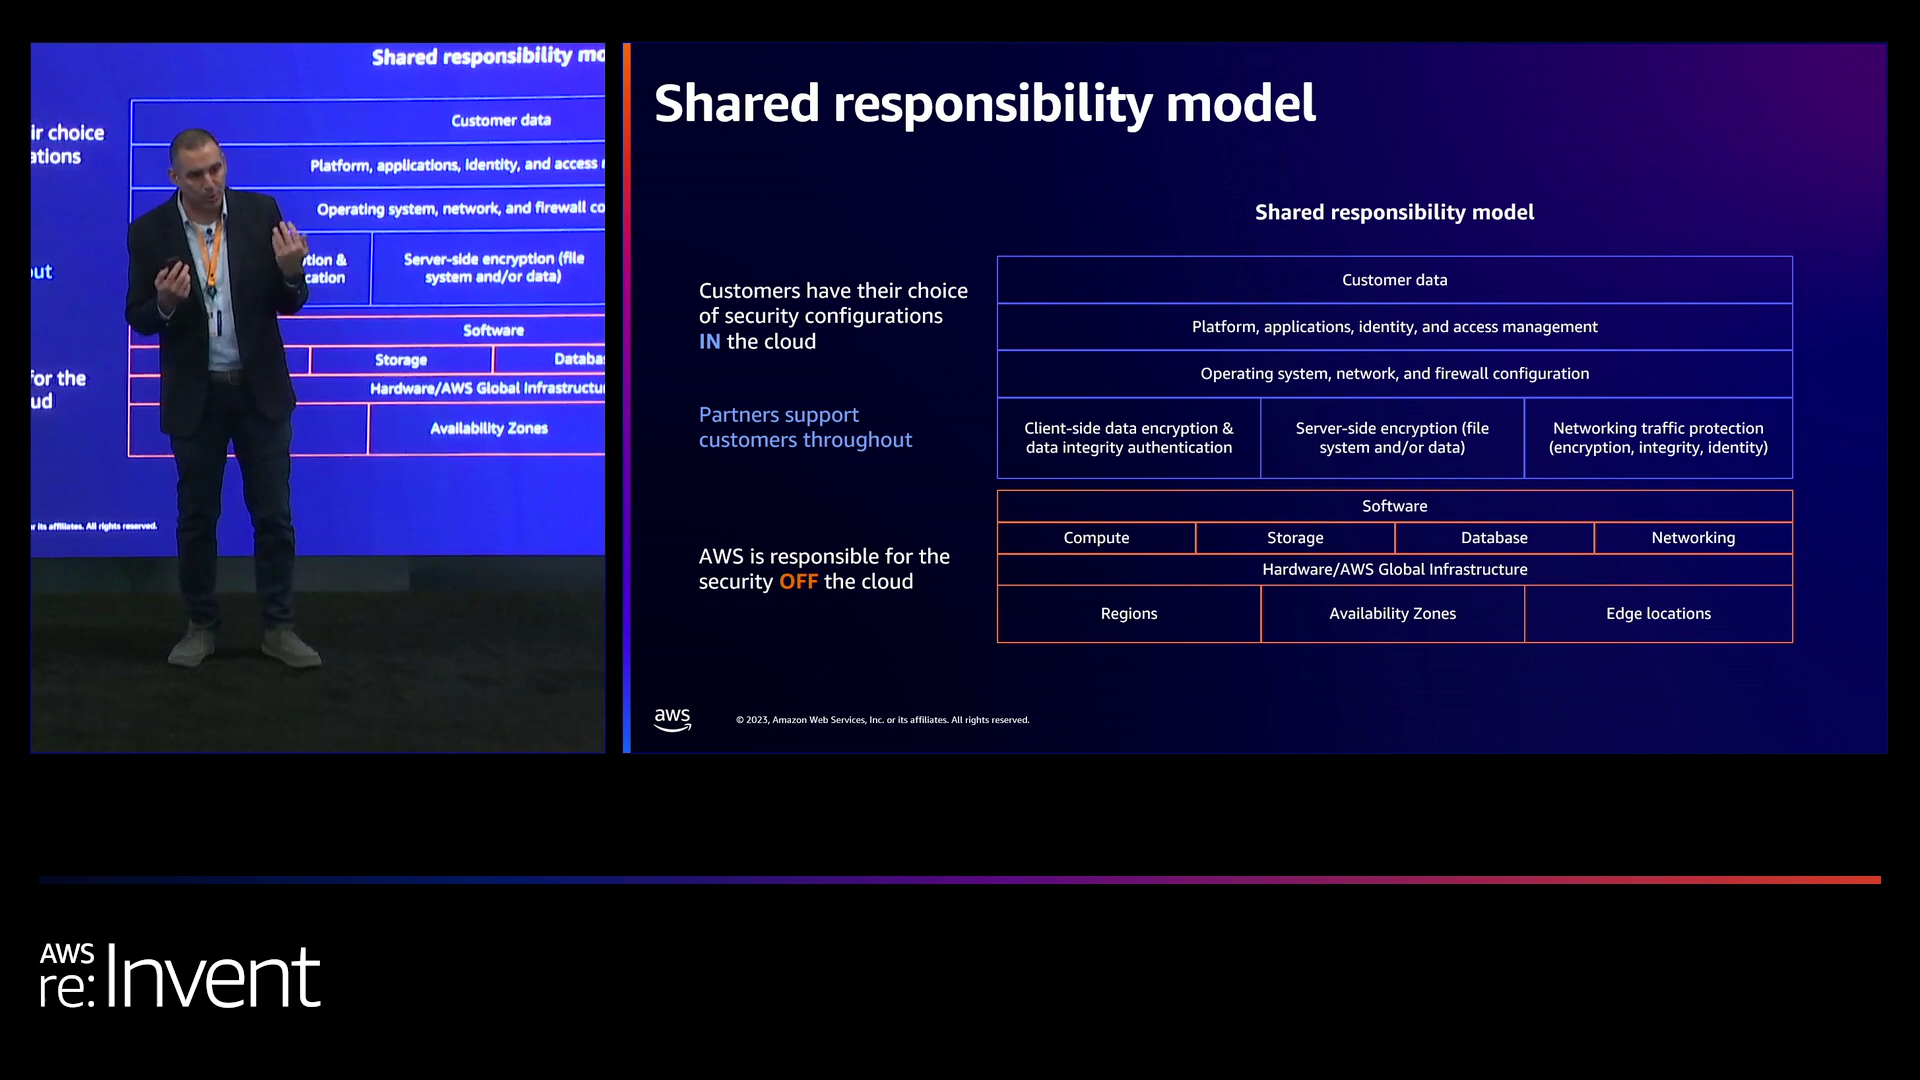 Shared responsibility mo
ir choice
ations
out
for the
ud
Customer data
Platform, applications, identity, and access
Operating system, network, and firewall co
tion &
cation
Server-side encryption (file
system and/or data)
Software
Storage
Databa
Hardware/AWS Global Infrastructu
Availability Zones
r its affiliates. All rights reserved.
Shared responsibility model
Shared responsibility model
Customers have their choice
of security configurations
IN the cloud
Partners support
customers throughout
AWS is responsible for the
security OFF the cloud
Customer data
Platform, applications, identity, and access management
Operating system, network, and firewall configuration
Client-side data encryption &
data integrity authentication
Server-side encryption (file
system and/or data)
Networking traffic protection
(encryption, integrity, identity)
Software
Compute
Storage
Database
Networking
Hardware/AWS Global Infrastructure
Regions
Availability Zones
Edge locations
aws
© 2023, Amazon Web Services, Inc. or its affiliates. All rights reserved.
AWS
re:Invent